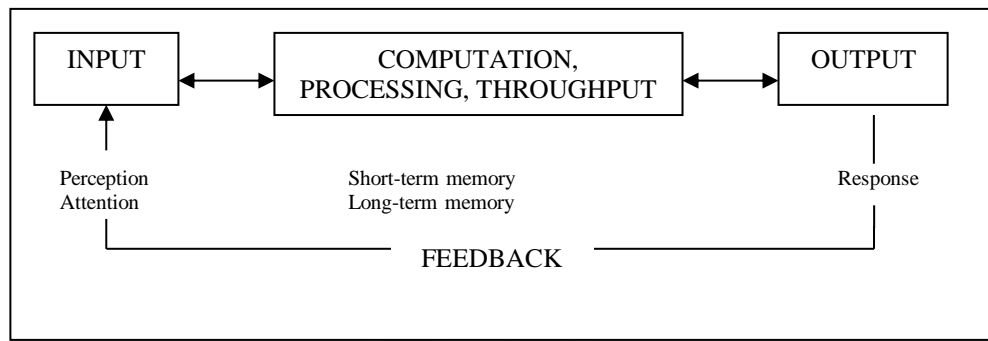 INPUT
COMPUTATION,
PROCESSING, THROUGHPUT
OUTPUT
Perception
Attention
Short-term memory
Long-term memory
Response
FEEDBACK